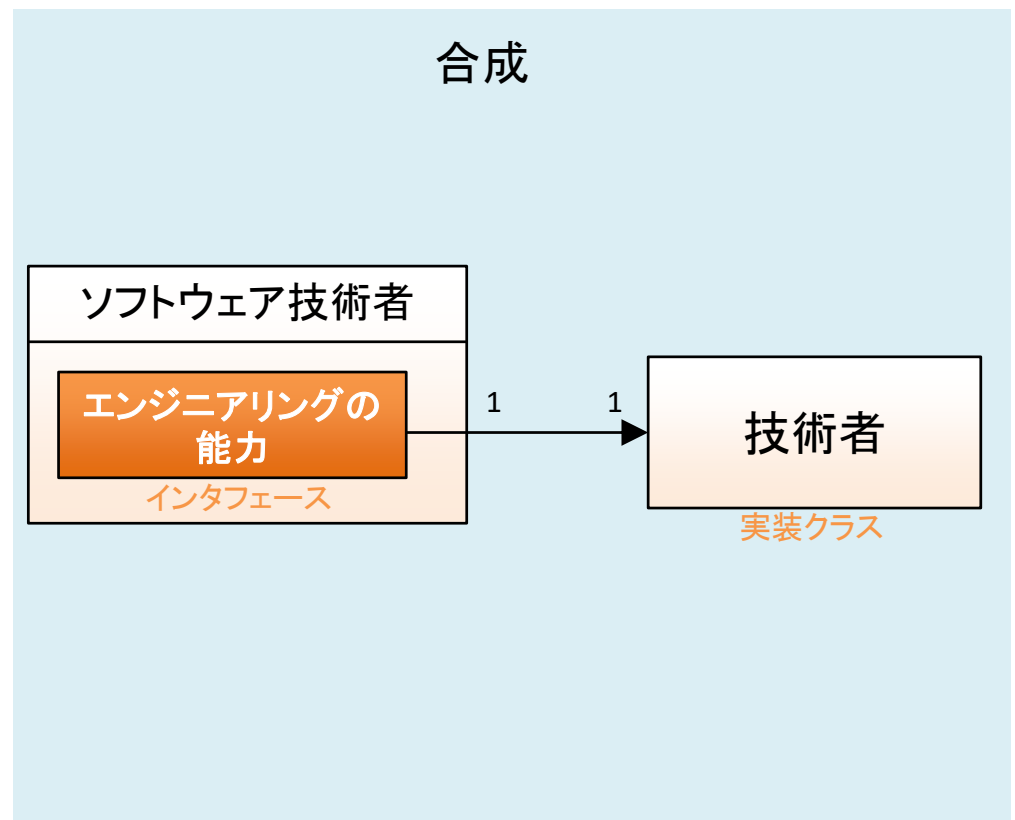 合成
ソフトウェア技術者
エンジニアリングの
能力
インタフェース
1
1
技術者
実装クラス